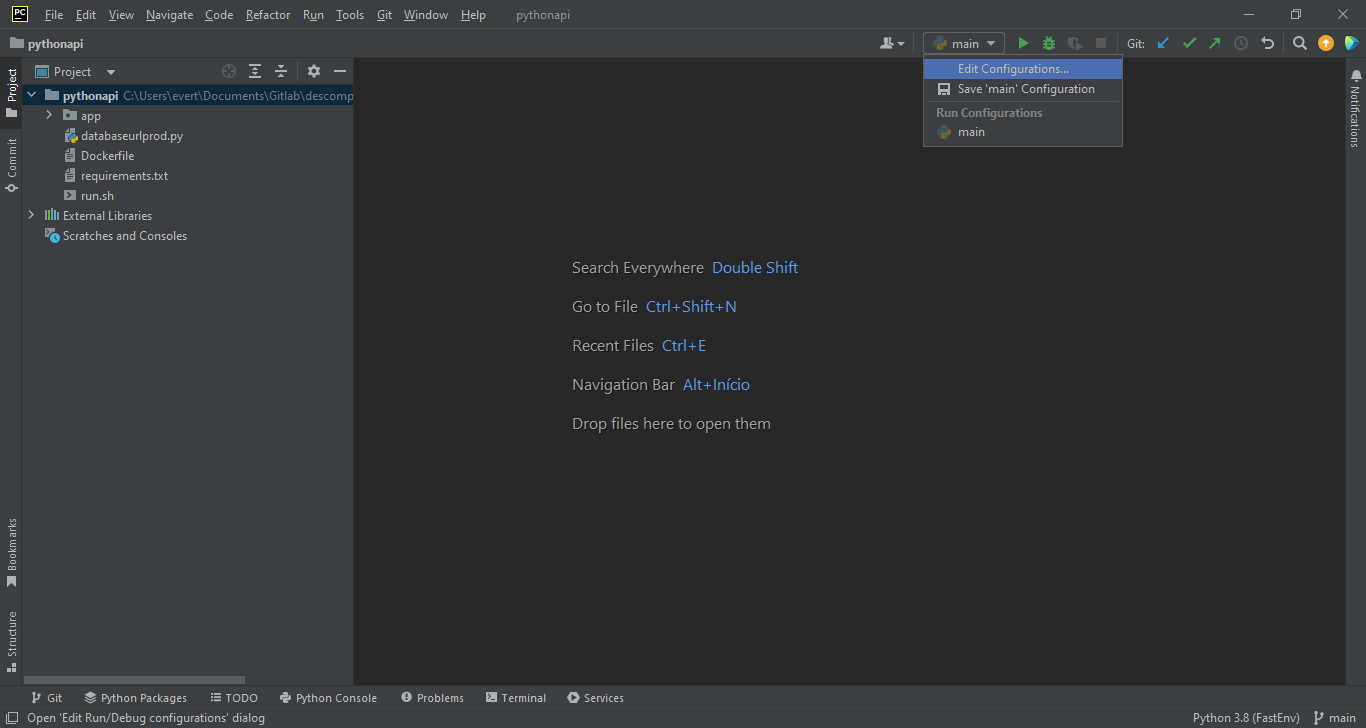 PC File Edit View Navigate Code Refactor Run Tools Git Window Help pythonapi
pythonapi main Git:
Project
Edit Configurations...
Save 'main' Configuration
Run Configurations
main
Project
Commit
Bookmarks
Structure
pythonapi C:\Users\evert\Documents\Gitlab\descomp
app
databaseurlprod.py
Dockerfile
requirements.txt
run.sh
External Libraries
Scratches and Consoles
Search Everywhere Double Shift
Go to File Ctrl+Shift+N
Recent Files Ctrl+E
Navigation Bar Alt+Início
Drop files here to open them
Notifications
Git Python Packages TODO Python Console Problems Terminal Services
Open 'Edit Run/Debug configurations' dialog Python 3.8 (FastEnv) main